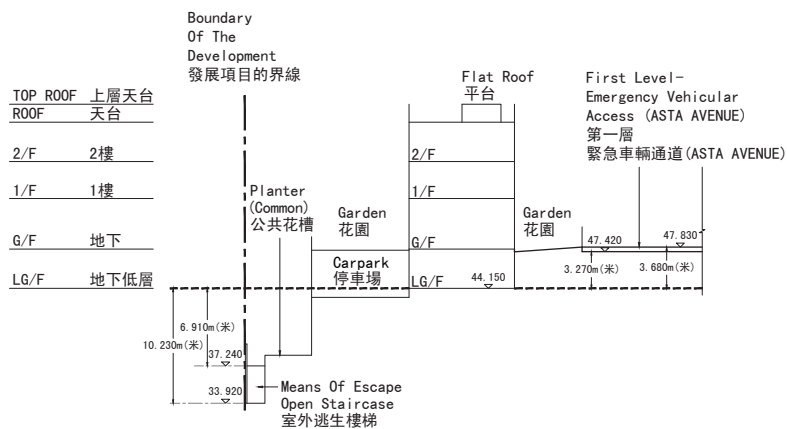 Boundary
Of The
Development
發展項目的界線
Flat Roof
平台
First Level-
Emergency Vehicular
Access (ASTA AVENUE)
第一層
緊急車輛通道(ASTA AVENUE)
TOP ROOF 上層天台
ROOF 天台
2/F 2樓
2/F
1/F 1樓
1/F
Planter
(Common)
公共花槽
Garden
花園
Garden
花園
G/F 地下
G/F
47.420
47.830
Carpark
停車場
3.270m(米)
3.680m(米)
LG/F 地下低層
LG/F
44.150
6.910m(米)
10.230m(米)
37.240
33.920
Means Of Escape
Open Staircase
室外逃生樓梯